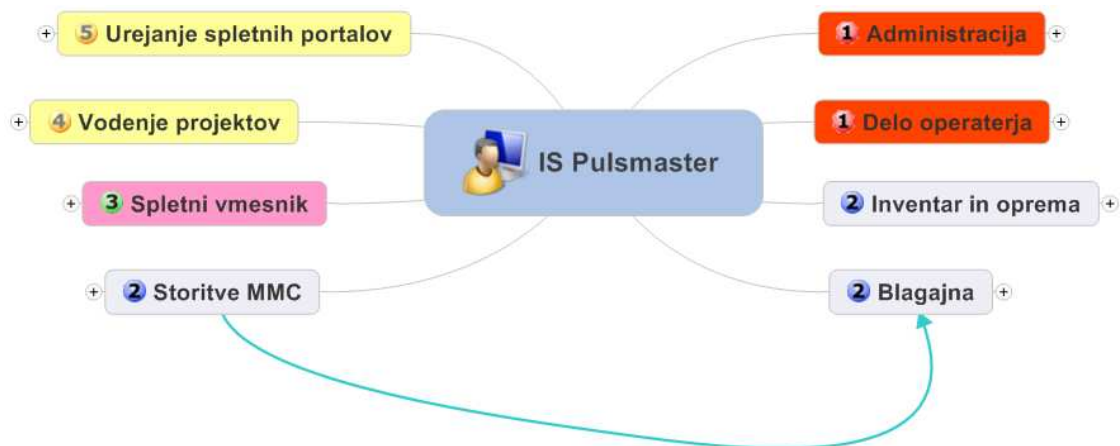 5 Urejanje spletnih portalov
1 Administracija
4 Vodenje projektov
1 Delo operaterja
IS Pulsmaster
3 Spletni vmesnik
2 Inventar in oprema
2 Storitve MMC
2 Blagajna